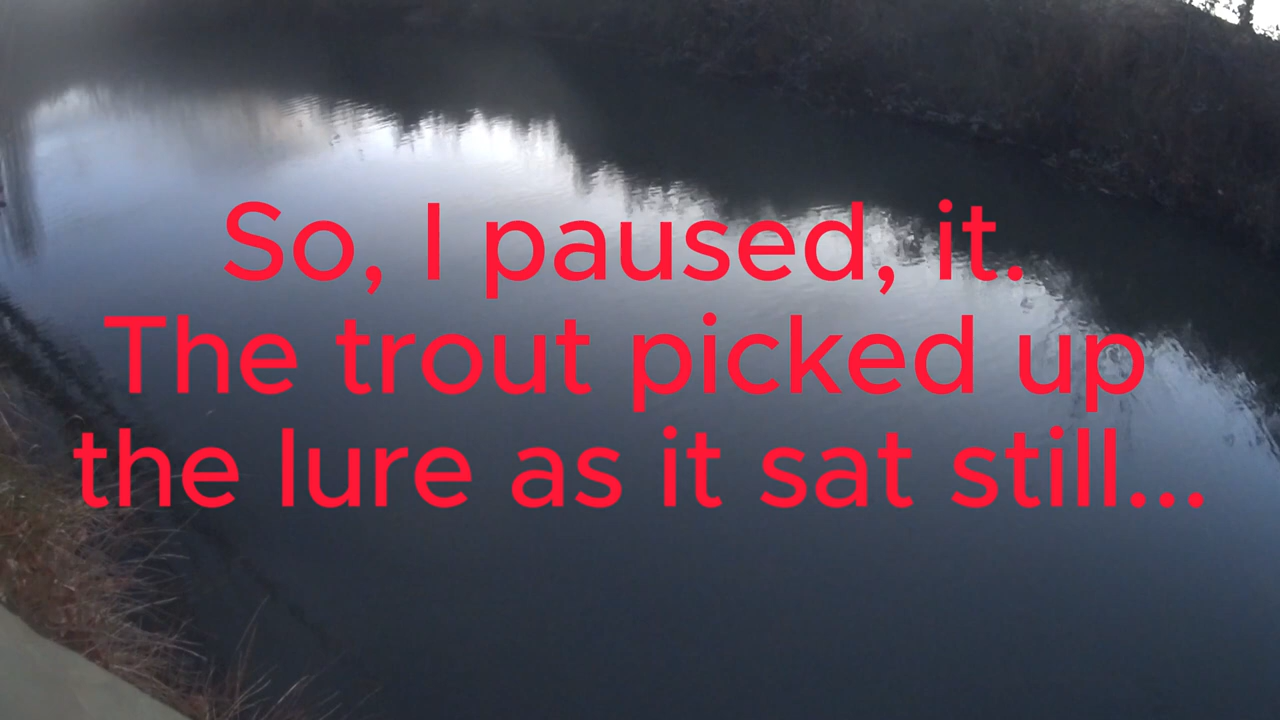 So, I paused, it.
The trout picked up
the lure as it sat still...